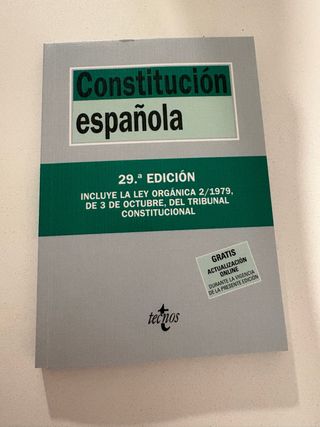 Constitución
española
29.ª EDICIÓN
INCLUYE LA LEY ORGÁNICA 2/1979,
DE 3 DE OCTUBRE, DEL TRIBUNAL
CONSTITUCIONAL
GRATIS
ACTUALIZACIÓN
ONLINE
DURANTE LA VIGENCIA
DE LA PRESENTE EDICIÓN
tecnos